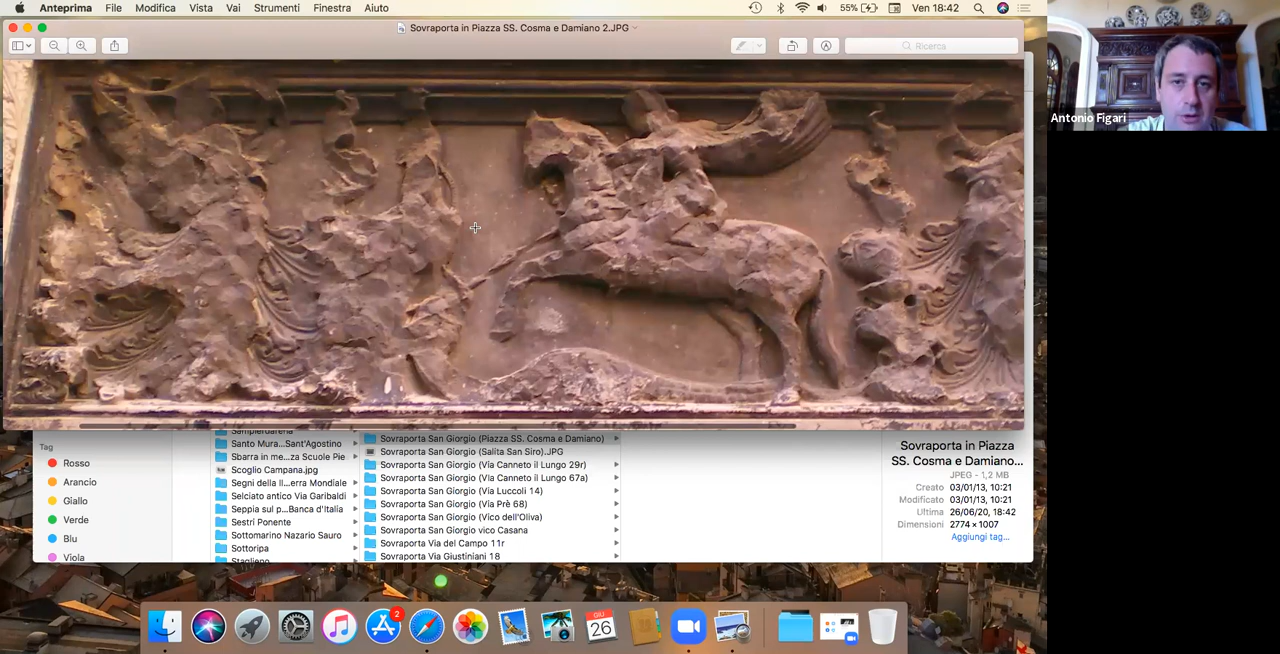 Anteprima File Modifica Vista Vai Strumenti Finestra Aiuto 55% Ven 18:42
Sovraporta in Piazza SS. Cosma e Damiano 2.JPG
Ricerca
Antonio Figari
Tag
Rosso
Arancio
Giallo
Verde
Blu
Viola
Santo Mura...Sant'Agostino
Sbarra in me...za Scuole Pie
Scoglio Campana.jpg
Segni della II...erra Mondiale
Selciato antico Via Garibaldi
Seppia sul p...Banca d'Italia
Sestri Ponente
Sottomarino Nazario Sauro
Sottoripa
Staglieno
Sovraporta San Giorgio (Piazza SS. Cosma e Damiano)
Sovraporta San Giorgio (Salita San Siro).JPG
Sovraporta San Giorgio (Via Canneto il Lungo 29r)
Sovraporta San Giorgio (Via Canneto il Lungo 67a)
Sovraporta San Giorgio (Via Luccoli 14)
Sovraporta San Giorgio (Via Prè 68)
Sovraporta San Giorgio (Vico dell'Oliva)
Sovraporta San Giorgio vico Casana
Sovraporta Via del Campo 11r
Sovraporta Via Giustiniani 18
Sovraporta in Piazza
SS. Cosma e Damiano...
JPEG - 1,2 MB
Creato 03/01/13, 10:21
Modificato 03/01/13, 10:21
Ultima 26/06/20, 18:42
Dimensioni 2774 × 1007
Aggiungi tag...
2
GIU
26